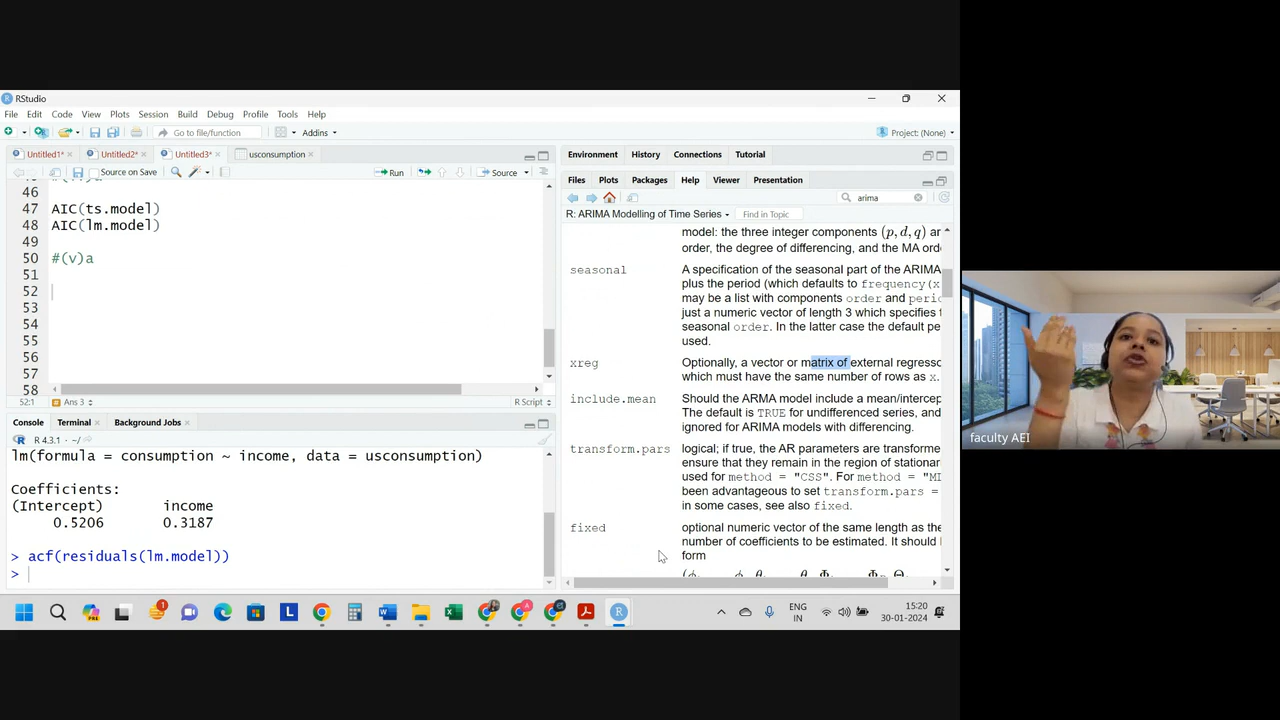 RStudio
File Edit Code View Plots Session Build Debug Profile Tools Help
Go to file/function Addins Project: (None)
Untitled1* Untitled2* Untitled3* usconsumption
Source on Save Run Source
46
47 AIC(ts.model)
48 AIC(lm.model)
49
50 #(v)a
51
52
53
54
55
56
57
58
52:1 Ans 3 R Script
Console Terminal Background Jobs
R 4.3.1 · ~/
lm(formula = consumption ~ income, data = usconsumption)
Coefficients:
(Intercept) income
0.5206 0.3187
> acf(residuals(lm.model))
>
Environment History Connections Tutorial
Files Plots Packages Help Viewer Presentation
arima
R: ARIMA Modelling of Time Series Find in Topic
model: the three integer components (p, d, q) ar
order, the degree of differencing, and the MA ord
seasonal A specification of the seasonal part of the ARIMA
plus the period (which defaults to frequency(x
may be a list with components order and perio
just a numeric vector of length 3 which specifies t
seasonal order. In the latter case the default pe
used.
xreg Optionally, a vector or matrix of external regresso
which must have the same number of rows as x.
include.mean Should the ARMA model include a mean/intercep
The default is TRUE for undifferenced series, and
ignored for ARIMA models with differencing.
transform.pars logical; if true, the AR parameters are transforme
ensure that they remain in the region of stationar
used for method = "CSS". For method = "MI
been advantageous to set transform.pars =
in some cases, see also fixed.
fixed optional numeric vector of the same length as the
number of coefficients to be estimated. It should
form
faculty AEI
ENG
IN
15:20
30-01-2024